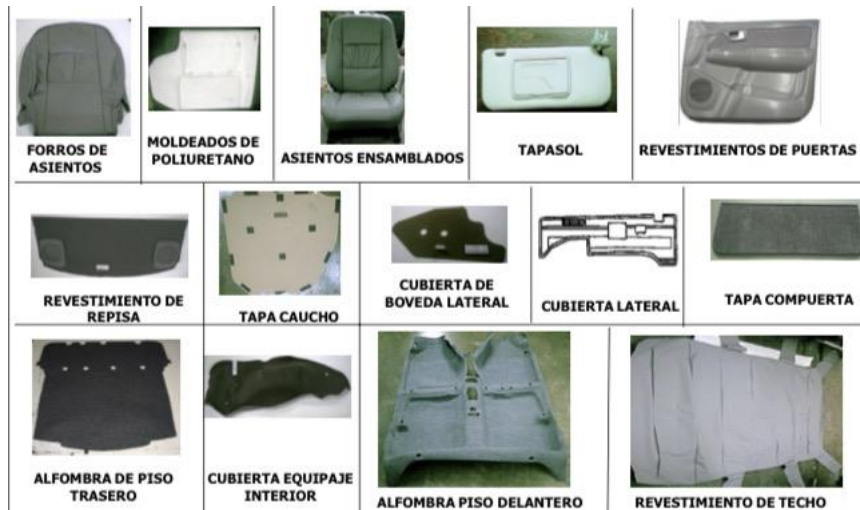 FORROS DE
ASIENTOS
MOLDEADOS DE
POLIURETANO
ASIENTOS ENSAMBLADOS
TAPASOL
REVESTIMIENTOS DE PUERTAS
REVESTIMIENTO DE
REPISA
TAPA CAUCHO
CUBIERTA DE
BOVEDA LATERAL
CUBIERTA LATERAL
TAPA COMPUERTA
ALFOMBRA DE PISO
TRASERO
CUBIERTA EQUIPAJE
INTERIOR
ALFOMBRA PISO DELANTERO
REVESTIMIENTO DE TECHO